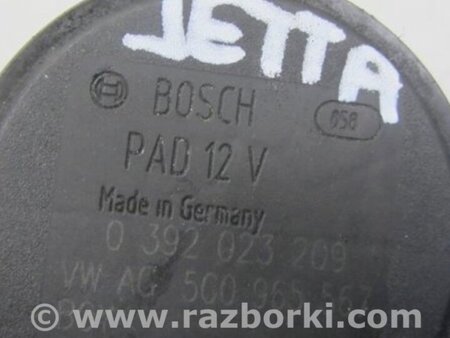 JETTA
BOSCH 058
PAD 12 V
Made in Germany
0 392 023 209
VW AG 5C0 965 567
© www.razborki.com